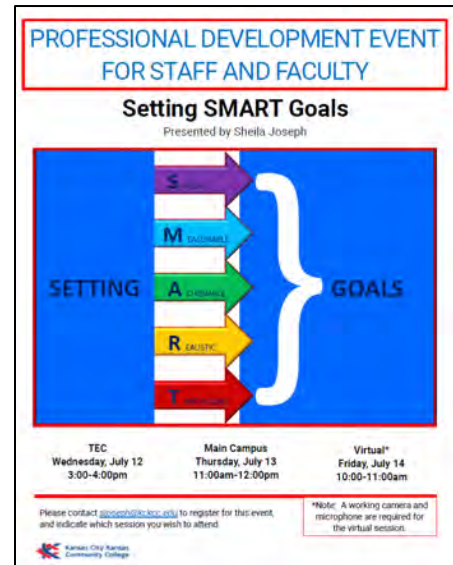 PROFESSIONAL DEVELOPMENT EVENT
FOR STAFF AND FACULTY
Setting SMART Goals
Presented by Sheila Joseph
S
M EASURABLE
SETTING
A
GOALS
R EALISTIC
T
TEC
Wednesday, July 12
3:00-4:00pm
Main Campus
Thursday, July 13
11:00am-12:00pm
Virtual*
Friday, July 14
10:00-11:00am
Please contact sjoseph@kckcc.edu to register for this event,
and indicate which session you wish to attend.
*Note: A working camera and
microphone are required for
the virtual session.
Kansas City Kansas
Community College